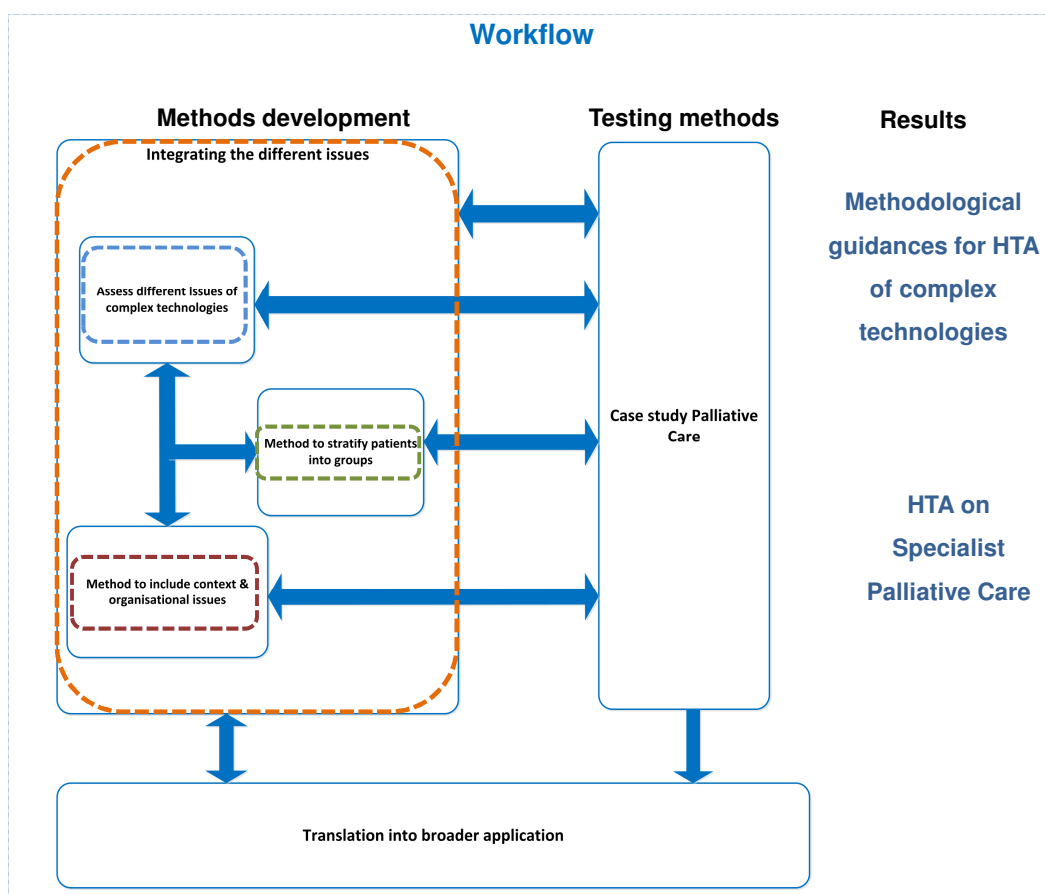 Workflow
Methods development
Testing methods
Results
Integrating the different issues
Assess different issues of
complex technologies
Method to stratify patients
into groups
Method to include context &
organisational issues
Case study Palliative
Care
Methodological
guidances for HTA
of complex
technologies
HTA on
Specialist
Palliative Care
Translation into broader application